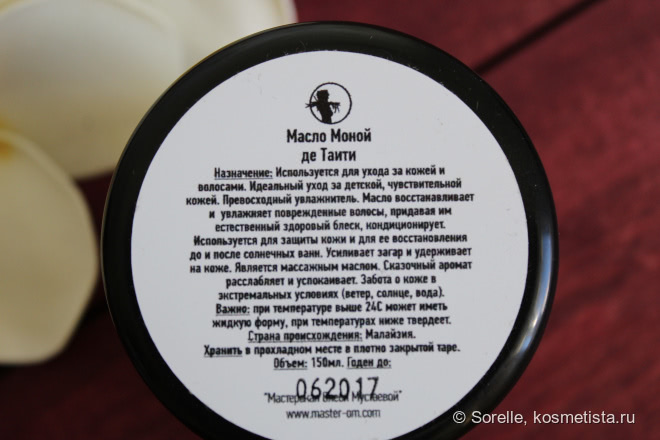 Масло Моной
де Таити
Назначение: Используется для ухода за кожей и
волосами. Идеальный уход за детской, чувствительной
кожей. Превосходный увлажнитель. Масло восстанавливает
и увлажняет поврежденные волосы, придавая им
естественный здоровый блеск, кондиционирует.
Используется для защиты кожи и для ее восстановления
до и после солнечных ванн. Усиливает загар и удерживает
на коже. Является массажным маслом. Сказочный аромат
расслабляет и успокаивает. Забота о коже в
экстремальных условиях (ветер, солнце, вода).
Важно: при температуре выше 24С может иметь
жидкую форму, при температурах ниже твердеет.
Страна происхождения: Малайзия.
Хранить в прохладном месте в плотно закрытой таре.
Объем: 150мл. Годен до:
062017
"Мастерская Олеси Мустаевой"
www.master-om.com
© Sorelle, kosmetista.ru